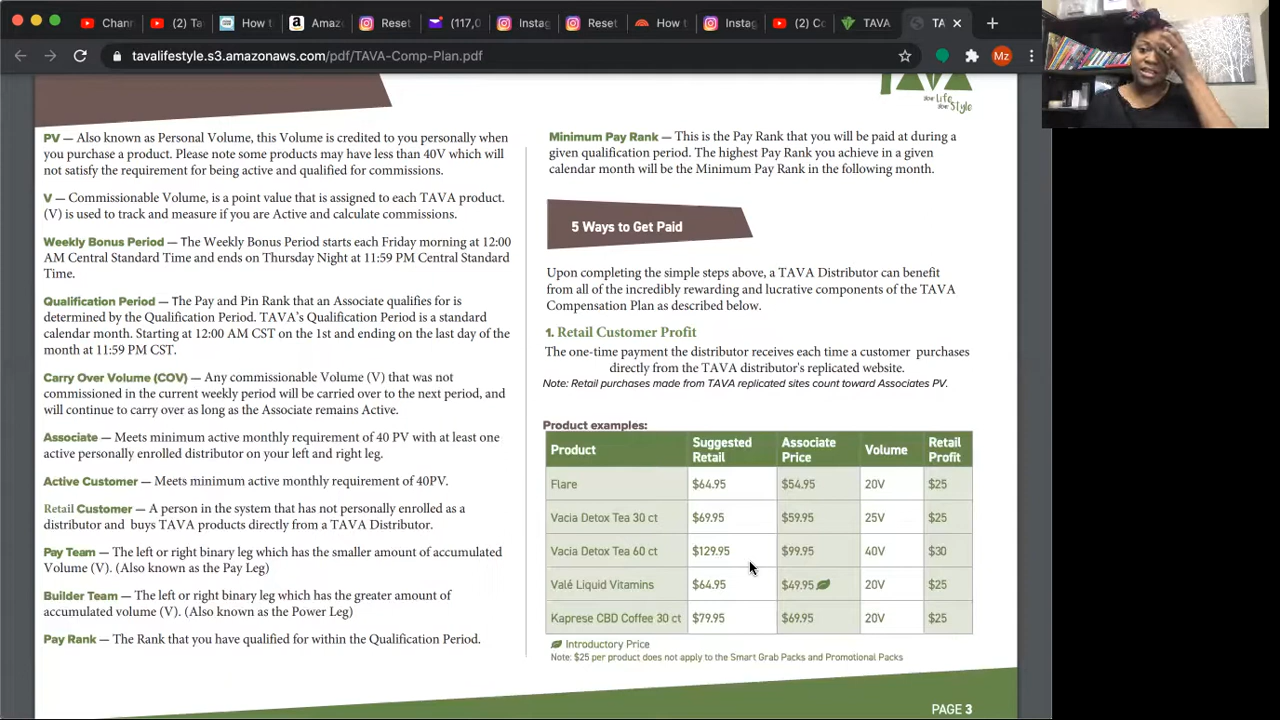 Chann
(2) Ta
How t
Amaz
Reset
(117,0
Instag
Reset
How t
Instag
(2) Co
TAVA
TA
tavalifestyle.s3.amazonaws.com/pdf/TAVA-Comp-Plan.pdf
Mz
TAVA
the Life
Style
PV — Also known as Personal Volume, this Volume is credited to you personally when
you purchase a product. Please note some products may have less than 40V which will
not satisfy the requirement for being active and qualified for commissions.
V — Commissionable Volume, is a point value that is assigned to each TAVA product.
(V) is used to track and measure if you are Active and calculate commissions.
Weekly Bonus Period — The Weekly Bonus Period starts each Friday morning at 12:00
AM Central Standard Time and ends on Thursday Night at 11:59 PM Central Standard
Time.
Qualification Period — The Pay and Pin Rank that an Associate qualifies for is
determined by the Qualification Period. TAVA's Qualification Period is a standard
calendar month. Starting at 12:00 AM CST on the 1st and ending on the last day of the
month at 11:59 PM CST.
Carry Over Volume (COV) — Any commissionable Volume (V) that was not
commissioned in the current weekly period will be carried over to the next period, and
will continue to carry over as long as the Associate remains Active.
Associate — Meets minimum active monthly requirement of 40 PV with at least one
active personally enrolled distributor on your left and right leg.
Active Customer — Meets minimum active monthly requirement of 40PV.
Retail Customer — A person in the system that has not personally enrolled as a
distributor and buys TAVA products directly from a TAVA Distributor.
Pay Team — The left or right binary leg which has the smaller amount of accumulated
Volume (V). (Also known as the Pay Leg)
Builder Team — The left or right binary leg which has the greater amount of
accumulated volume (V). (Also known as the Power Leg)
Pay Rank — The Rank that you have qualified for within the Qualification Period.
Minimum Pay Rank — This is the Pay Rank that you will be paid at during a
given qualification period. The highest Pay Rank you achieve in a given
calendar month will be the Minimum Pay Rank in the following month.
5 Ways to Get Paid
Upon completing the simple steps above, a TAVA Distributor can benefit
from all of the incredibly rewarding and lucrative components of the TAVA
Compensation Plan as described below.
1. Retail Customer Profit
The one-time payment the distributor receives each time a customer purchases
directly from the TAVA distributor's replicated website.
Note: Retail purchases made from TAVA replicated sites count toward Associates PV.
Product examples:
Product Suggested Retail Associate Price Volume Retail Profit
Flare $64.95 $54.95 20V $25
Vacia Detox Tea 30 ct $69.95 $59.95 25V $25
Vacia Detox Tea 60 ct $129.95 $99.95 40V $30
Valé Liquid Vitamins $64.95 $49.95 20V $25
Kaprese CBD Coffee 30 ct $79.95 $69.95 20V $25
Introductory Price
Note: $25 per product does not apply to the Smart Grab Packs and Promotional Packs
PAGE 3